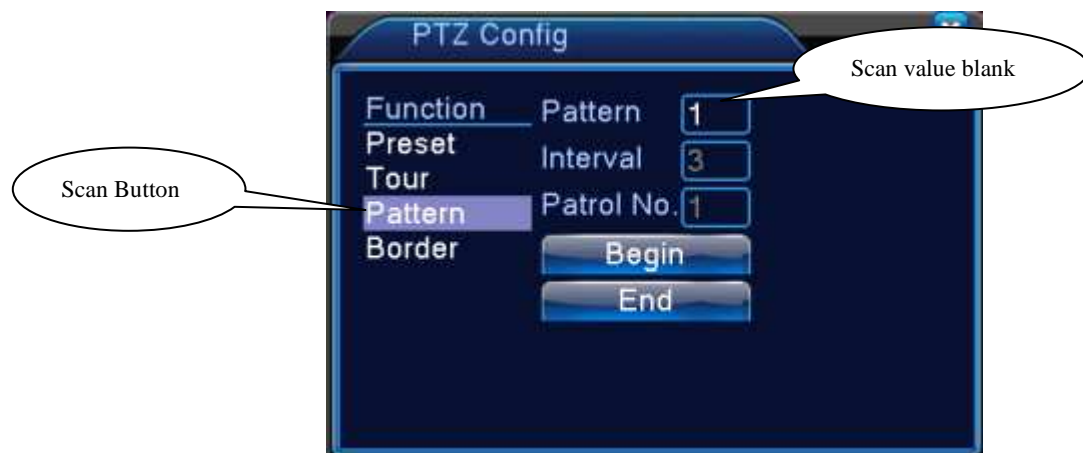 PTZ Config
Scan value blank
Function
Pattern 1
Preset
Interval 3
Tour
Scan Button
Pattern
Patrol No. 1
Border
Begin
End